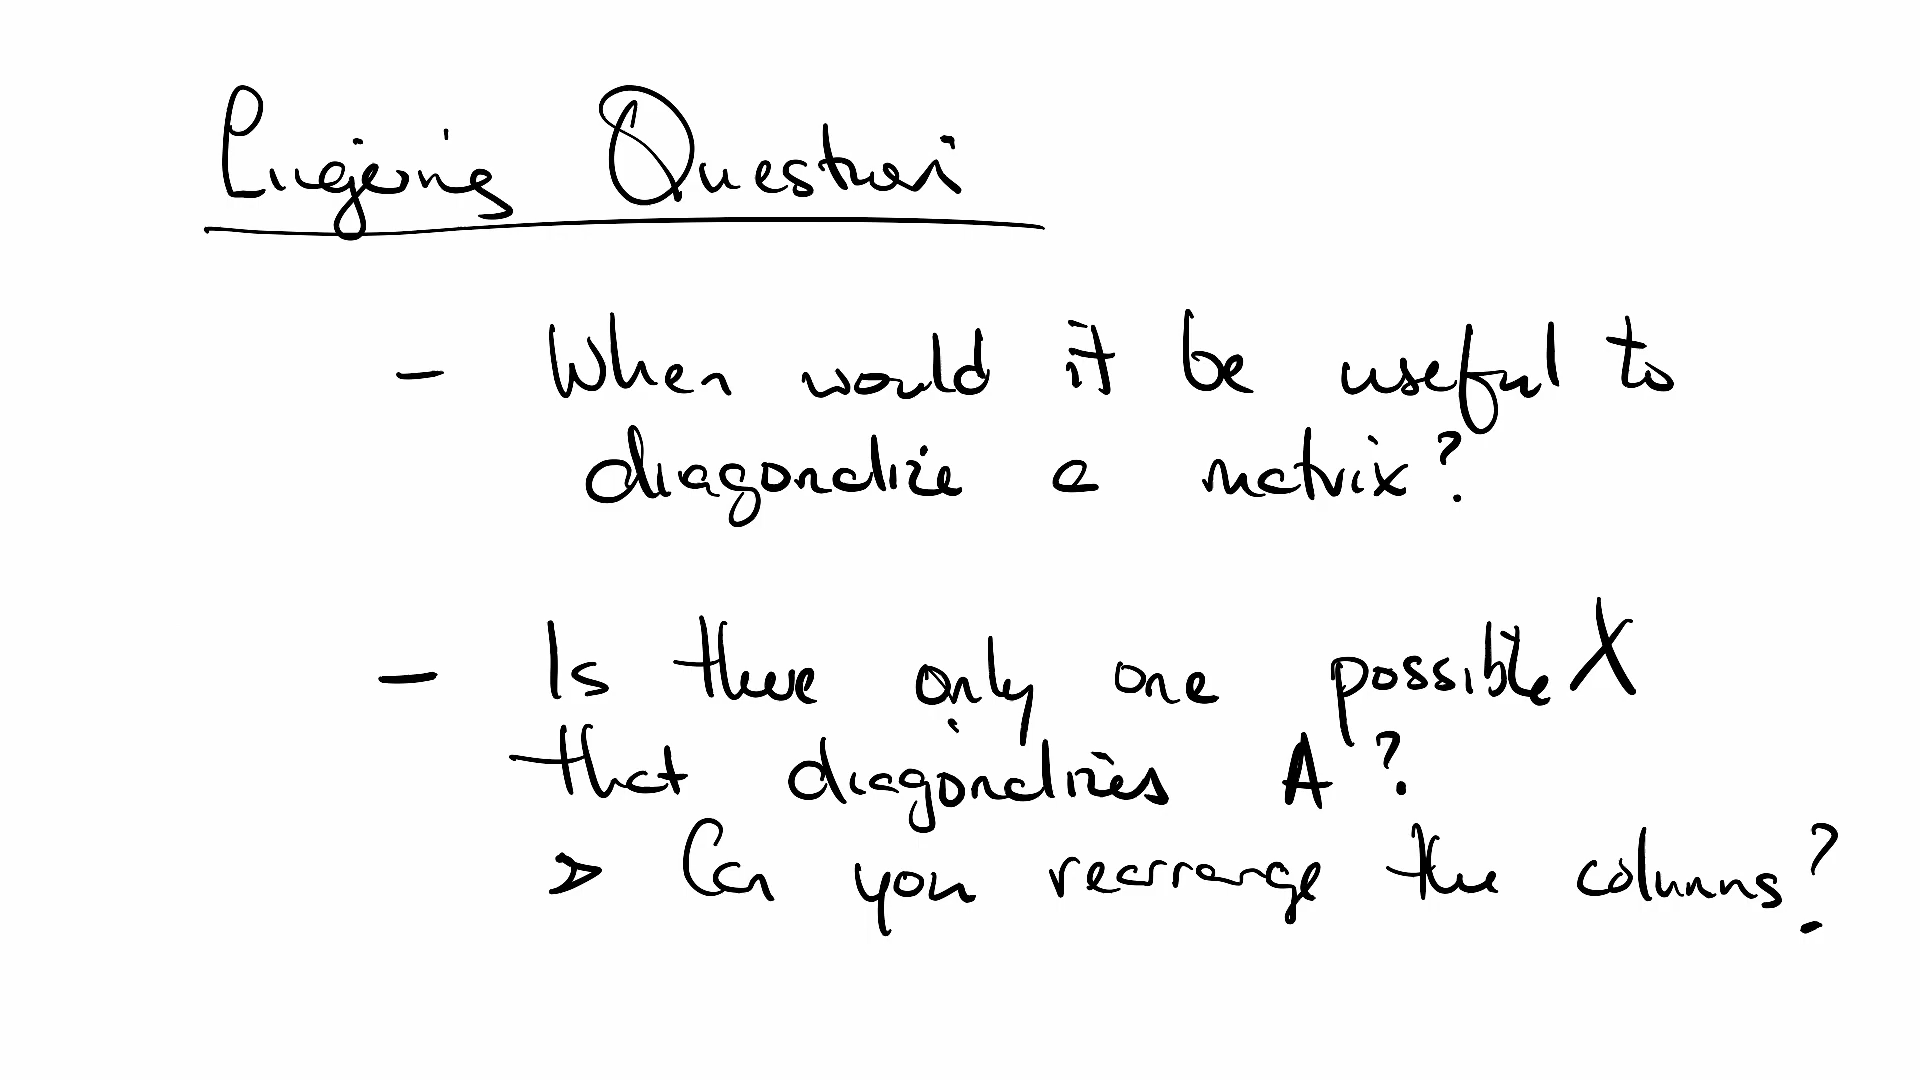 Lingering Question
- When would it be useful to
diagonalize a matrix?
- Is there only one possible X
that diagonalizes A?
> Can you rearrange the columns?